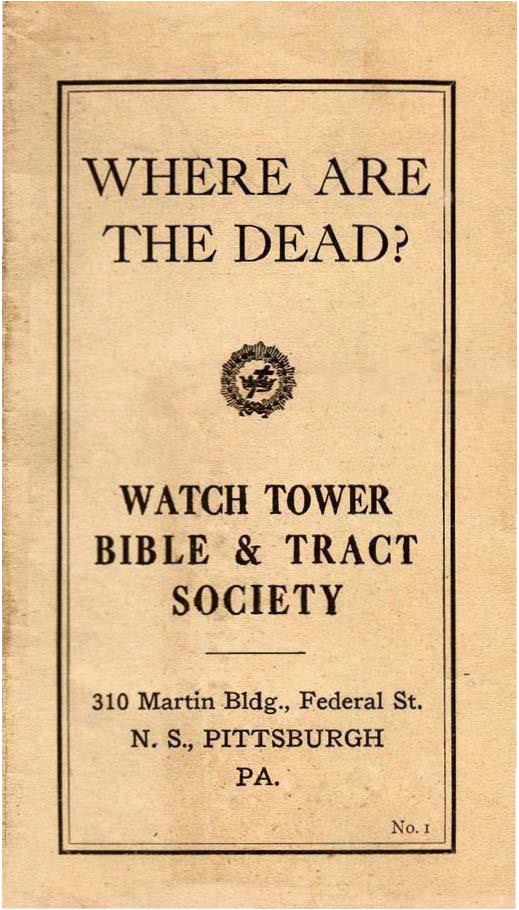 WHERE ARE
THE DEAD?
WATCH TOWER
BIBLE & TRACT
SOCIETY
310 Martin Bldg., Federal St.
N. S., PITTSBURGH
PA.
No. 1